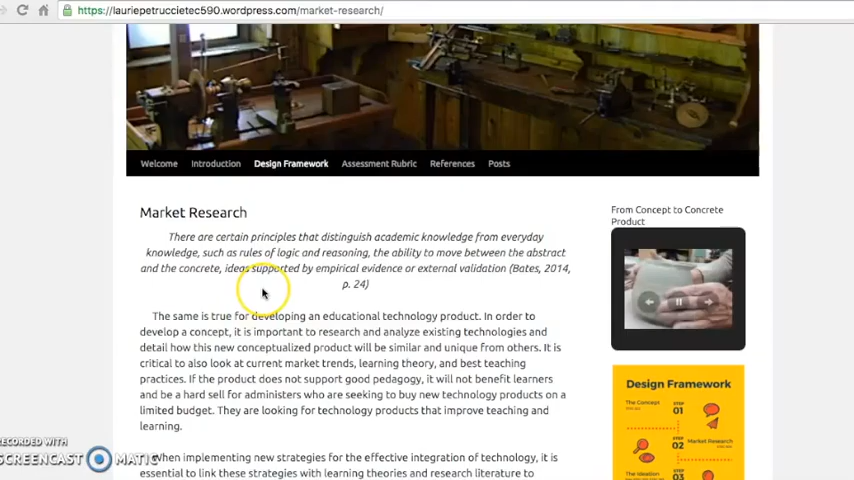 https://lauriepetruccietec590.wordpress.com/market-research/
Welcome Introduction Design Framework Assessment Rubric References Posts
Market Research
There are certain principles that distinguish academic knowledge from everyday
knowledge, such as rules of logic and reasoning, the ability to move between the abstract
and the concrete, ideas supported by empirical evidence or external validation (Bates, 2014,
p. 24)
The same is true for developing an educational technology product. In order to
develop a concept, it is important to research and analyze existing technologies and
detail how this new conceptualized product will be similar and unique from others. It is
critical to also look at current market trends, learning theory, and best teaching
practices. If the product does not support good pedagogy, it will not benefit learners
and be a hard sell for administers who are seeking to buy new technology products on a
limited budget. They are looking for technology products that improve teaching and
learning.
When implementing new strategies for the effective integration of technology, it is
essential to link these strategies with learning theories and research literature to
From Concept to Concrete
Product
Design Framework
The Concept
STEP
01
STEP
02
Market Research
The Ideation
STEP
03
RECORDED WITH
SCREENCAST MATIC